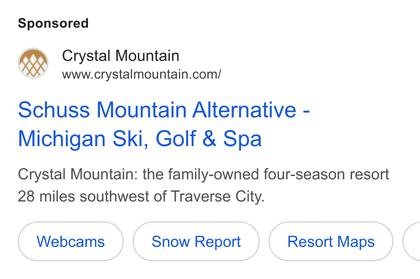 Sponsored
Crystal Mountain
www.crystalmountain.com/
Schuss Mountain Alternative -
Michigan Ski, Golf & Spa
Crystal Mountain: the family-owned four-season resort
28 miles southwest of Traverse City.
Webcams
Snow Report
Resort Maps